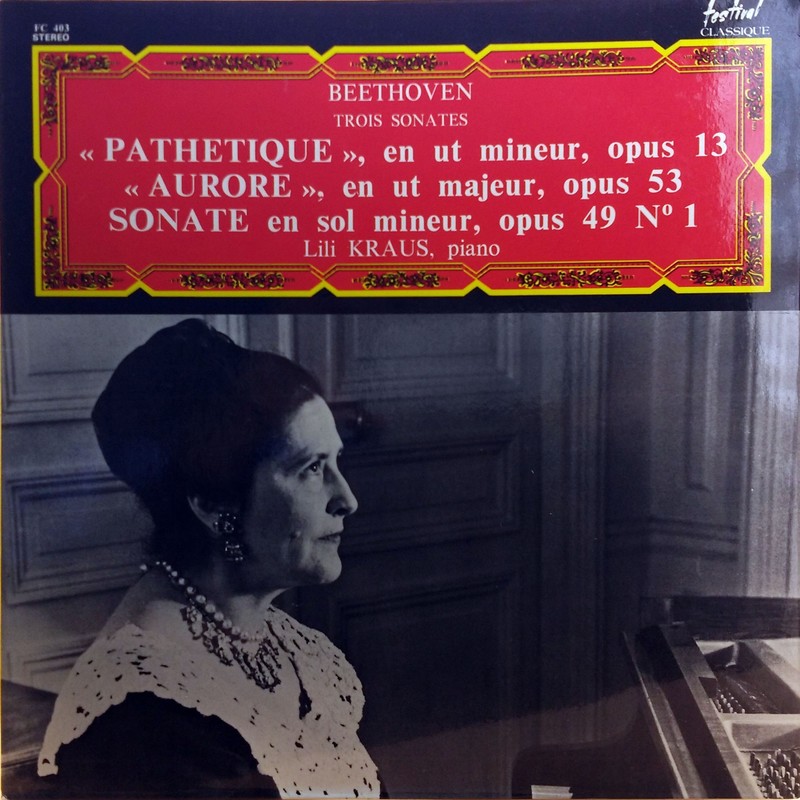 FC 403
STEREO
festival
CLASSIQUE
BEETHOVEN
TROIS SONATES
« PATHETIQUE », en ut mineur, opus 13
« AURORE », en ut majeur, opus 53
SONATE en sol mineur, opus 49 Nº 1
Lili KRAUS, piano